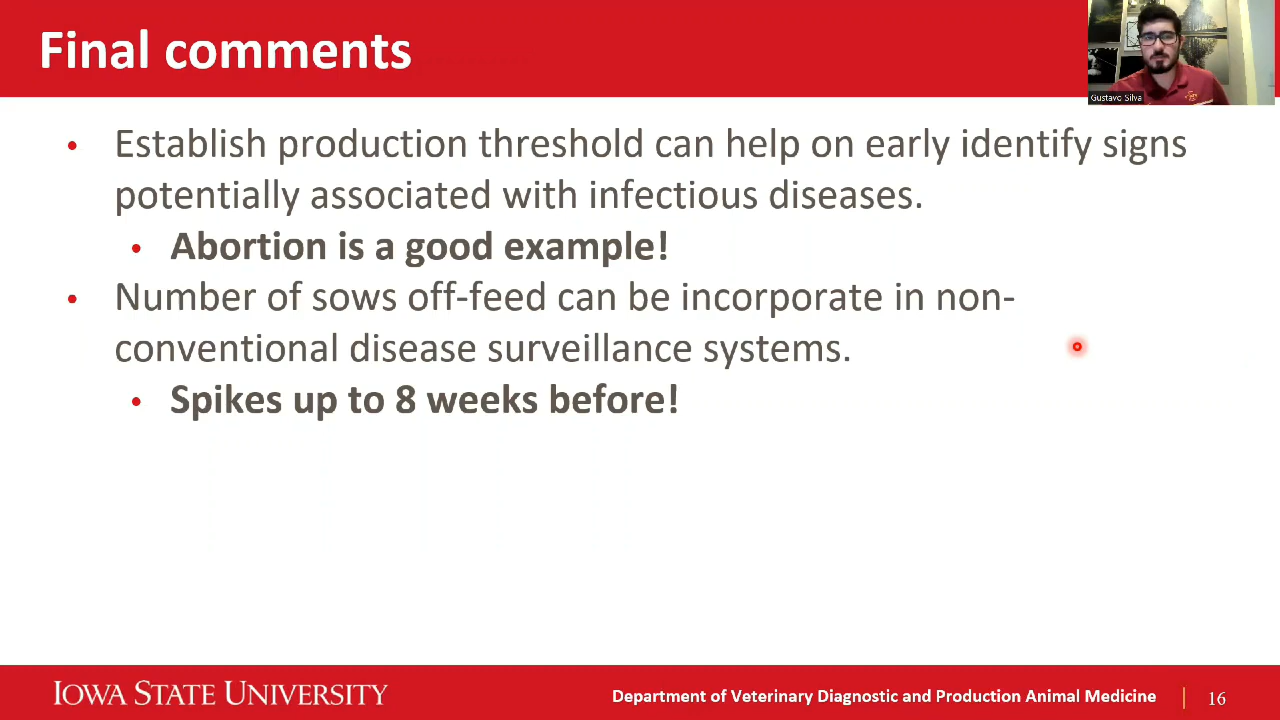 Final comments
Gustavo Silva
• Establish production threshold can help on early identify signs
potentially associated with infectious diseases.
• Abortion is a good example!
• Number of sows off-feed can be incorporate in non-
conventional disease surveillance systems.
• Spikes up to 8 weeks before!
IOWA STATE UNIVERSITY
Department of Veterinary Diagnostic and Production Animal Medicine
16